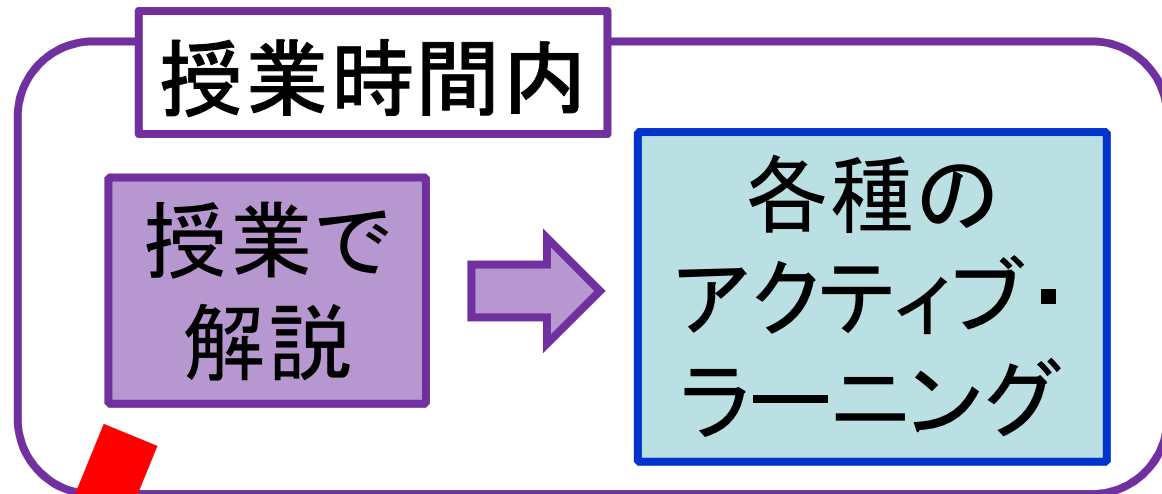 授業時間内
授業で
解説
各種の
アクティブ・
ラーニング